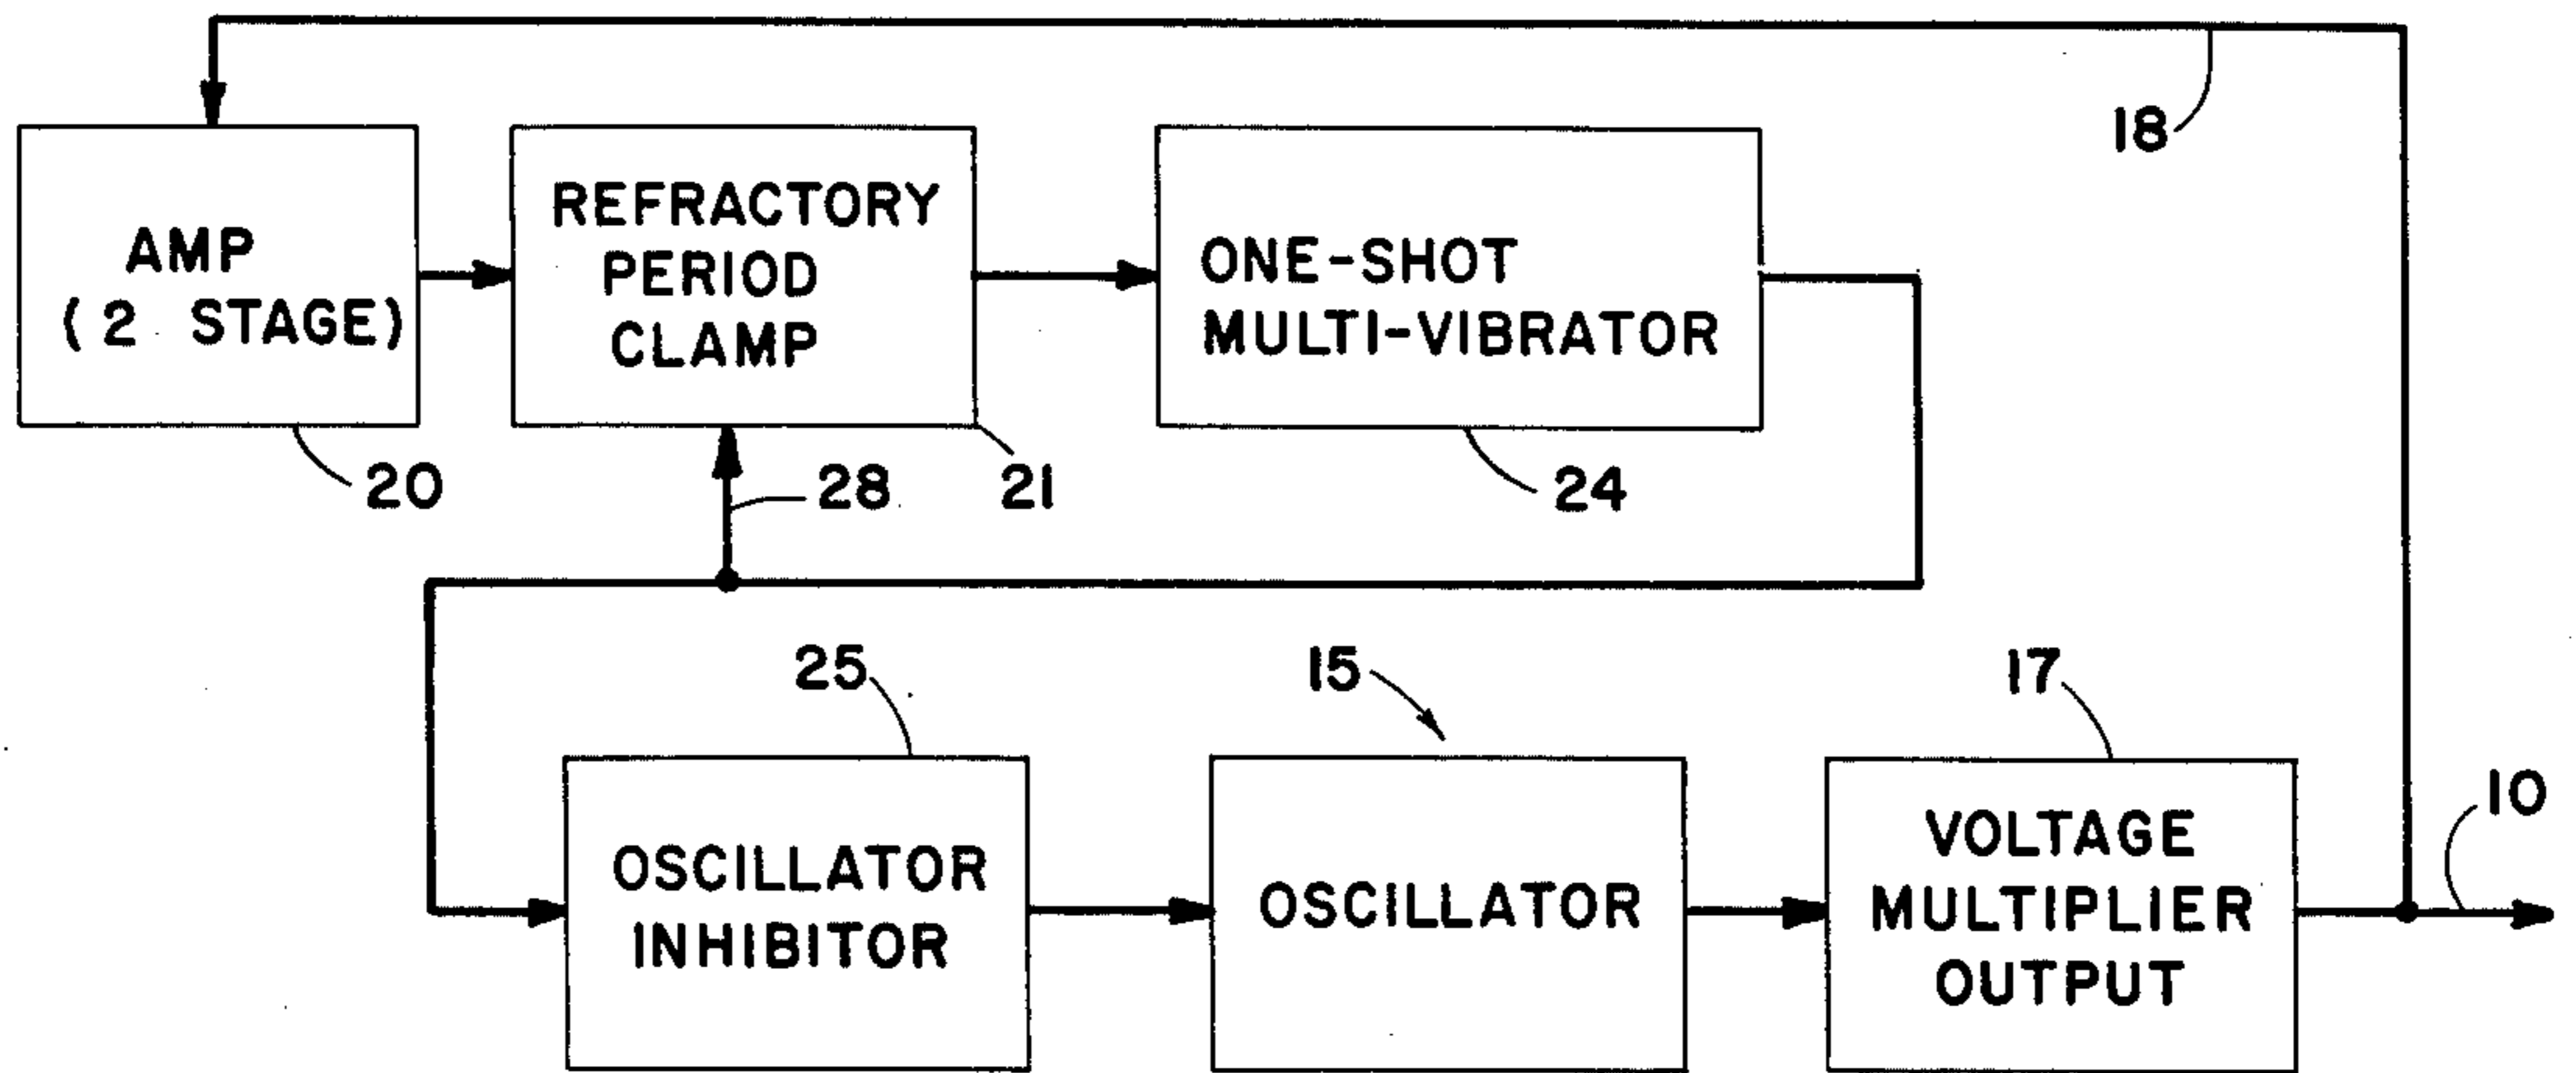 18
AMP
(2 STAGE)
REFRACTORY
PERIOD
CLAMP
ONE-SHOT
MULTI-VIBRATOR
20
28
21
24
25
15
17
10
OSCILLATOR
INHIBITOR
OSCILLATOR
VOLTAGE
MULTIPLIER
OUTPUT